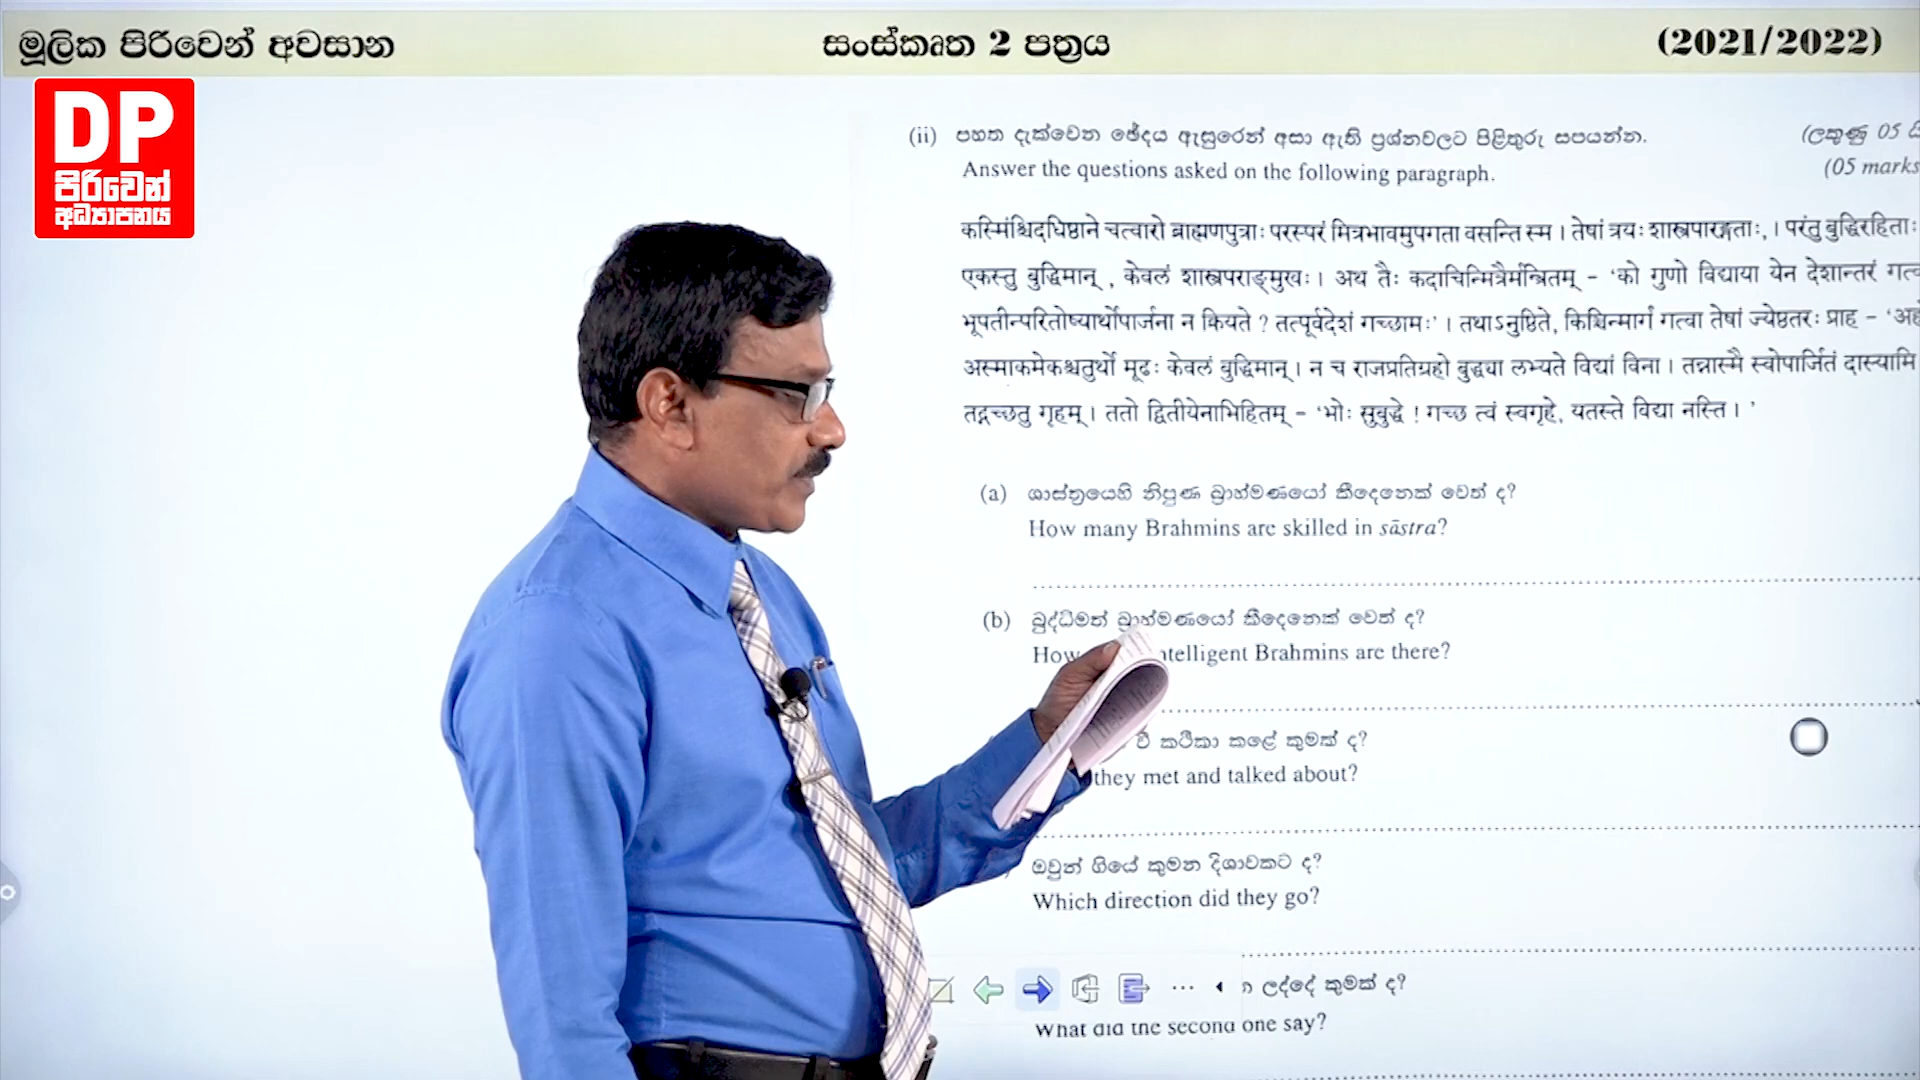 මූලික පිරිවෙන් අවසාන
සංස්කෘත 2 පත්‍රය
(2021/2022)
DP
පිරිවෙන්
අධ්‍යාපනය
(ii) පහත දැක්වෙන ඡේදය ඇසුරෙන් අසා ඇති ප්‍රශ්නවලට පිළිතුරු සපයන්න.
(ලකුණු 05
Answer the questions asked on the following paragraph.
(05 marks
कस्मिंश्चिदधिष्ठाने चत्वारो ब्राह्मणपुत्राः परस्परं मित्रभावमुपगता वसन्ति स्म । तेषां त्रयः शास्त्रपारङ्गताः, । परंतु बुद्धिरहिताः
एकस्तु बुद्धिमान् , केवलं शास्त्रपराङ्मुखः । अथ तैः कदाचिन्मित्रैर्मन्त्रितम् – 'को गुणो विद्याया येन देशान्तरं
भूपतीन्परितोष्यार्थोपार्जना न कियते ? तत्पूर्वदेशं गच्छामः' । तथाऽनुष्ठिते, किञ्चिन्मार्गं गत्वा तेषां ज्येष्ठतरः प्राह –
अस्माकमेकश्चतुर्थो मूढः केवलं बुद्धिमान् । न च राजप्रतिग्रहो बुद्धया लभ्यते विद्यां विना । तन्नास्मै स्वोपार्जितं दास्यामि
तद्गच्छतु गृहम् । ततो द्वितीयेनाभिहितम् – 'भोः सुबुद्धे ! गच्छ त्वं स्वगृहे, यतस्ते विद्या नस्ति । '
(a) ශාස්ත්‍රයෙහි නිපුණ බ්‍රාහ්මණයෝ කීදෙනෙක් වෙත් ද?
How many Brahmins are skilled in sāstra?
(b) බුද්ධිමත් බ්‍රාහ්මණයෝ කීදෙනෙක් වෙත් ද?
How ntelligent Brahmins are there?
වී කථිකා කළේ කුමක් ද?
they met and talked about?
ඔවුන් ගියේ කුමන දිශාවකට ද?
Which direction did they go?
ලද්දේ කුමක් ද?
What did the second one say?